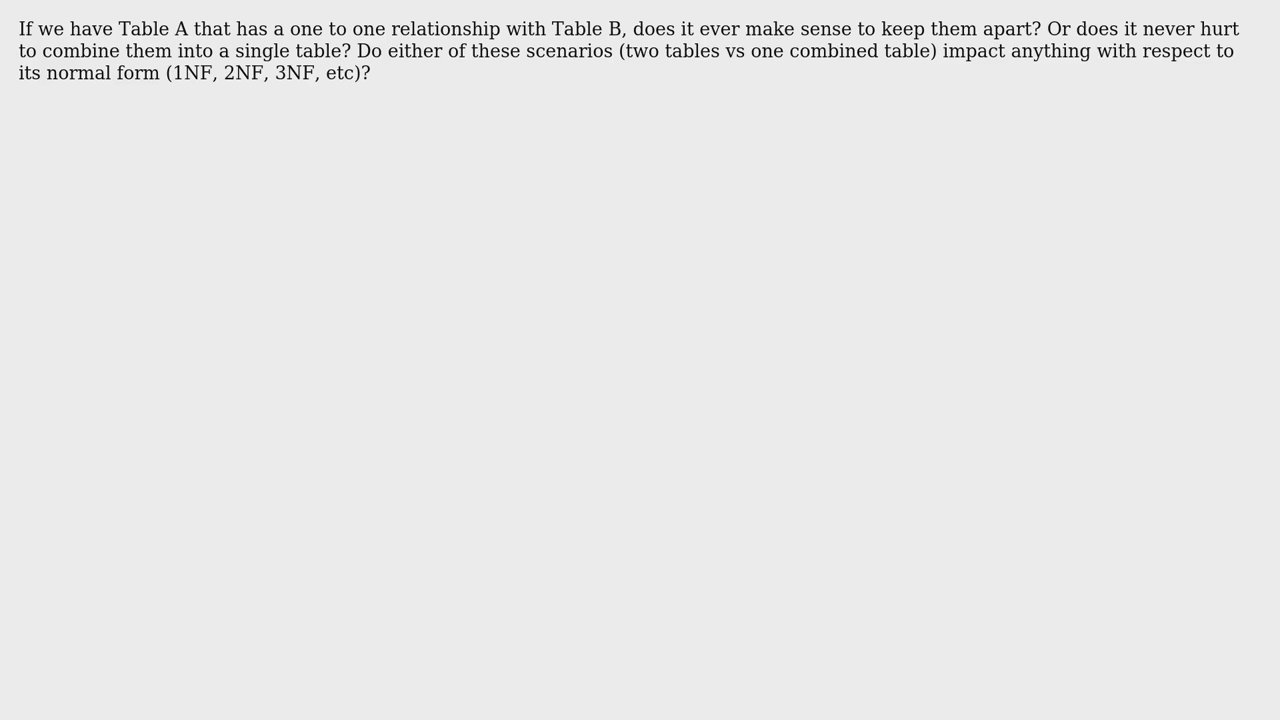 If we have Table A that has a one to one relationship with Table B, does it ever make sense to keep them apart? Or does it never hurt
to combine them into a single table? Do either of these scenarios (two tables vs one combined table) impact anything with respect to
its normal form (1NF, 2NF, 3NF, etc)?